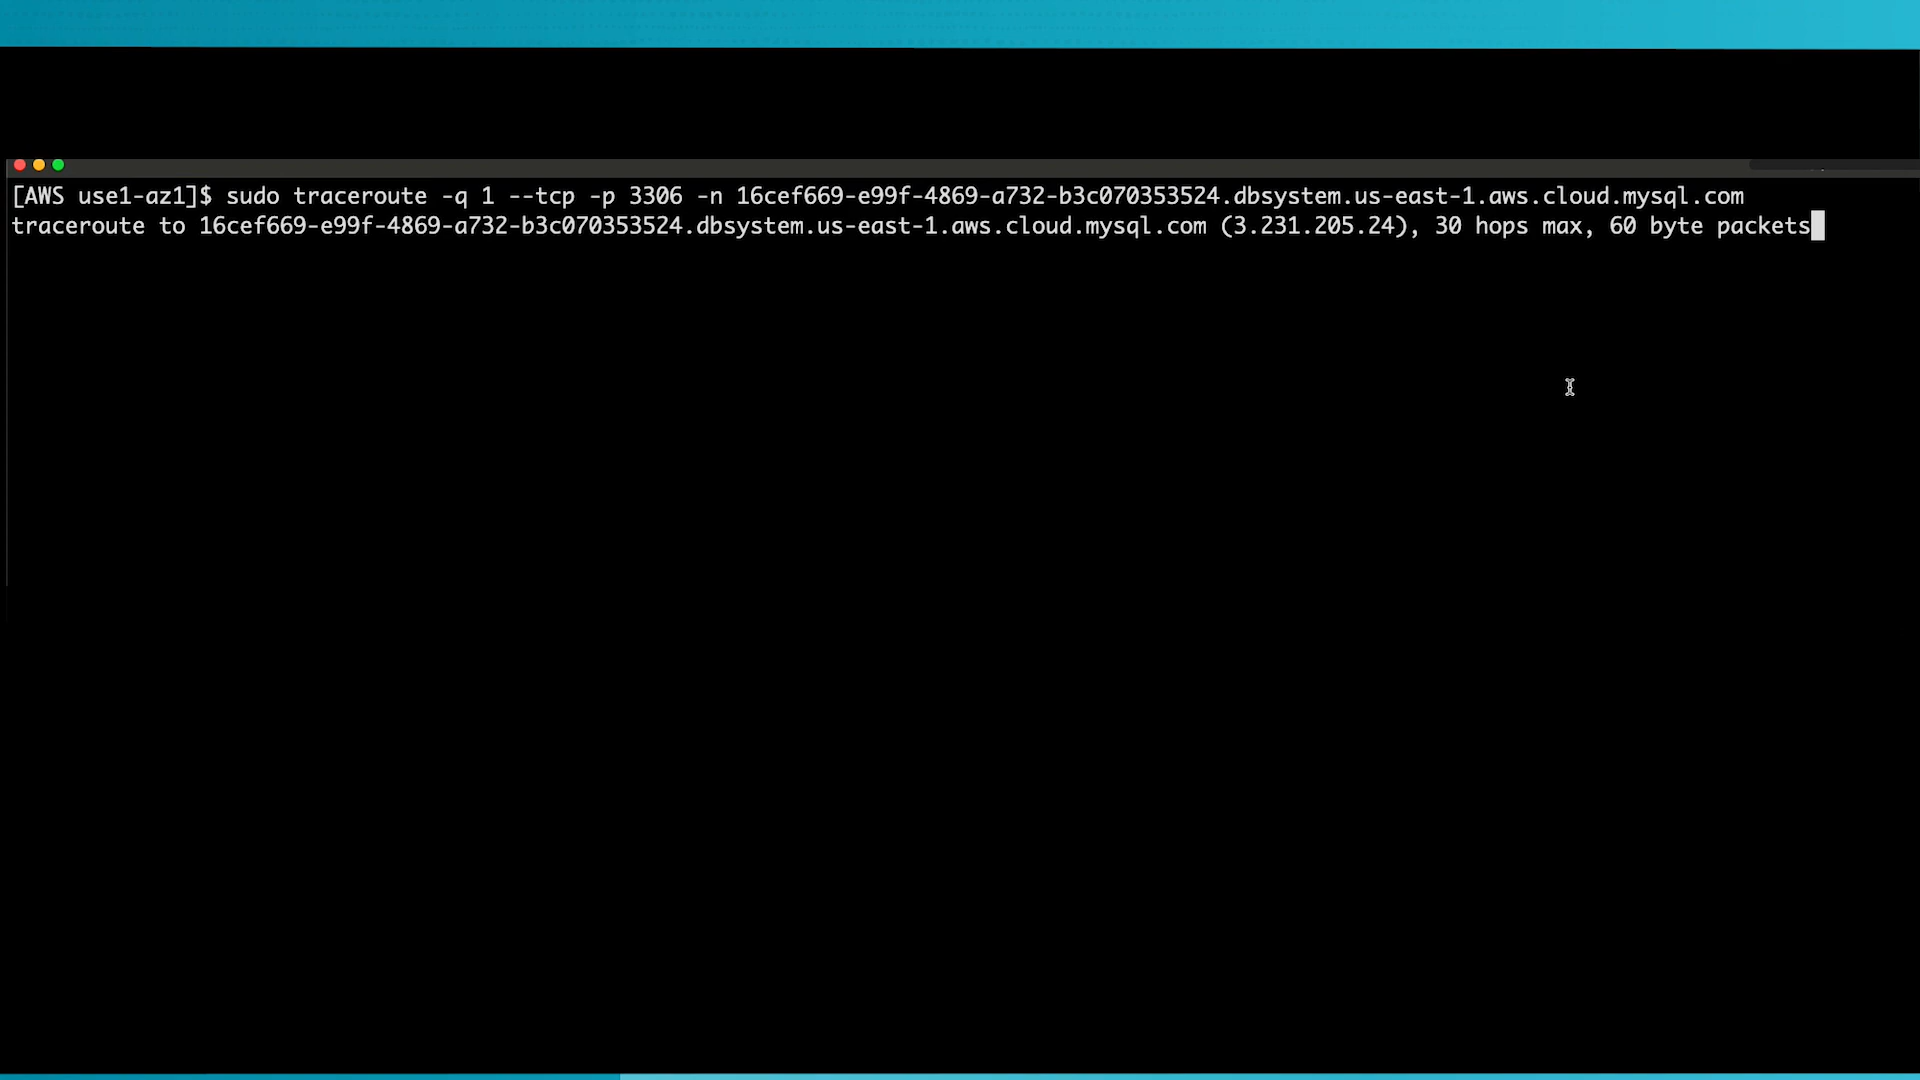 [AWS use1-az1]$ sudo traceroute -q 1 --tcp -p 3306 -n 16cef669-e99f-4869-a732-b3c070353524.dbsystem.us-east-1.aws.cloud.mysql.com
traceroute to 16cef669-e99f-4869-a732-b3c070353524.dbsystem.us-east-1.aws.cloud.mysql.com (3.231.205.24), 30 hops max, 60 byte packets